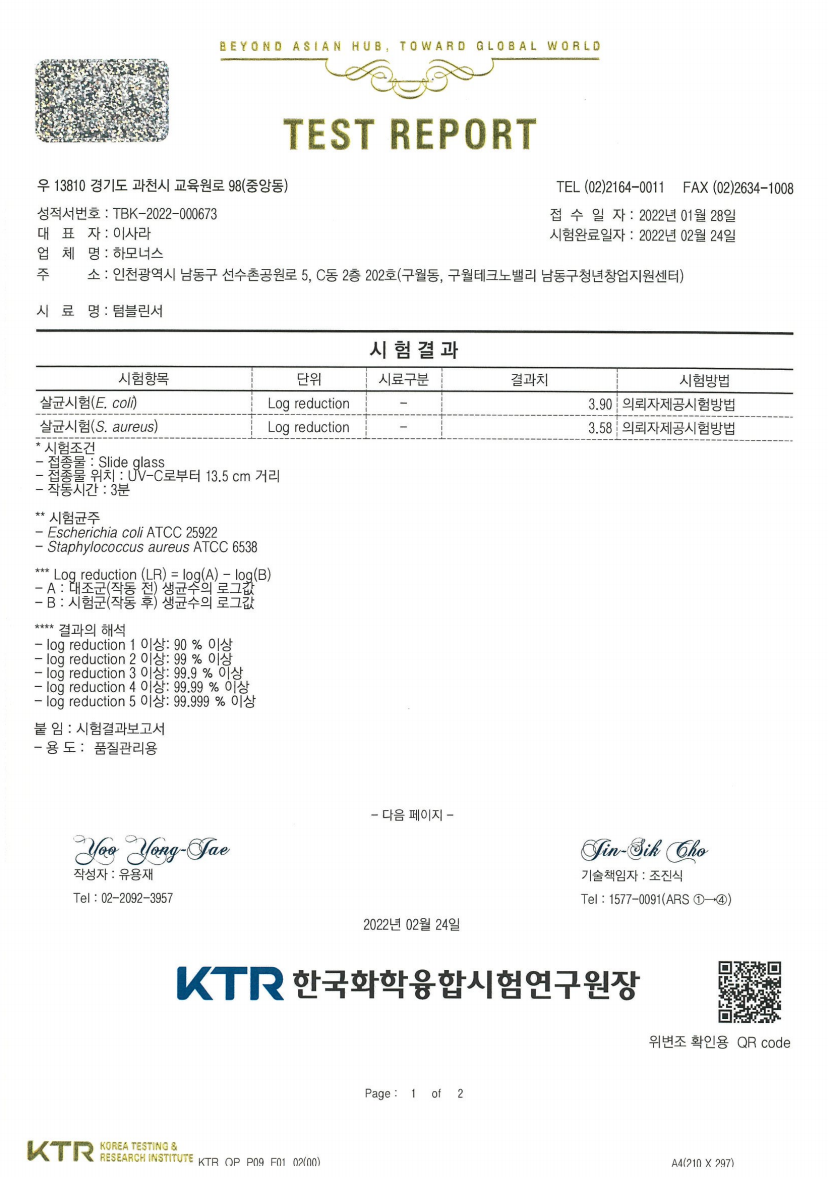 BEYOND ASIAN HUB, TOWARD GLOBAL WORLD
TEST REPORT
우 13810 경기도 과천시 교육원로 98(중앙동) TEL (02)2164-0011 FAX (02)2634-1008
성적서번호 : TBK-2022-000673 접 수 일 자 : 2022년 01월 28일
대 표 자 : 이사라 시험완료일자 : 2022년 02월 24일
업 체 명 : 하모너스
주 소 : 인천광역시 남동구 선수촌공원로 5, C동 2층 202호(구월동, 구월테크노밸리 남동구청년창업지원센터)
시 료 명 : 텀블린서
시 험 결 과
시험항목 단위 시료구분 결과치 시험방법
살균시험(E. coli) Log reduction - 3.90 의뢰자제공시험방법
살균시험(S. aureus) Log reduction - 3.58 의뢰자제공시험방법
* 시험조건
- 접종물 : Slide glass
- 접종물 위치 : UV-C로부터 13.5 cm 거리
- 작동시간 : 3분
** 시험균주
- Escherichia coli ATCC 25922
- Staphylococcus aureus ATCC 6538
*** Log reduction (LR) = log(A) - log(B)
- A : 대조군(작동 전) 생균수의 로그값
- B : 시험군(작동 후) 생균수의 로그값
**** 결과의 해석
- log reduction 1 이상: 90 % 이상
- log reduction 2 이상: 99 % 이상
- log reduction 3 이상: 99.9 % 이상
- log reduction 4 이상: 99.99 % 이상
- log reduction 5 이상: 99.999 % 이상
붙 임 : 시험결과보고서
- 용 도 : 품질관리용
- 다음 페이지 -
Yoo Yong-Jae Jin-Sik Cho
작성자 : 유용재 기술책임자 : 조진식
Tel : 02-2092-3957 Tel : 1577-0091(ARS ①→④)
2022년 02월 24일
KTR 한국화학융합시험연구원장
위변조 확인용 QR code
Page : 1 of 2
KTR KOREA TESTING &
RESEARCH INSTITUTE KTR_QP_P09_F01_02(00) A4(210 X 297)